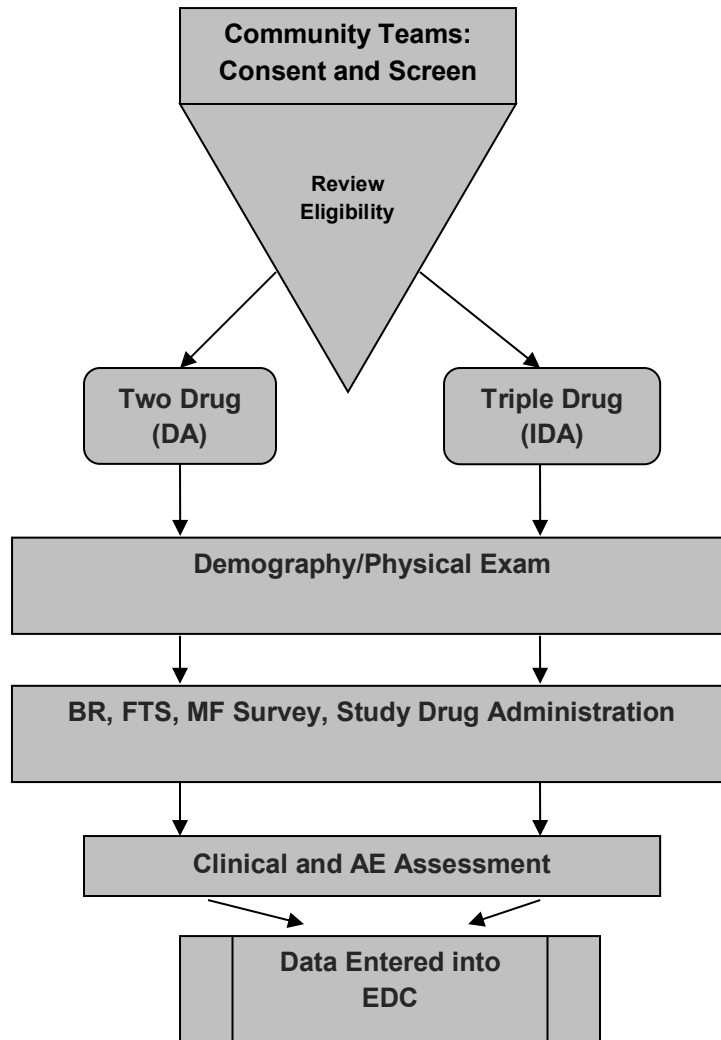 Community Teams:
Consent and Screen
Review
Eligibility
Two Drug
(DA)
Triple Drug
(IDA)
Demography/Physical Exam
BR, FTS, MF Survey, Study Drug Administration
Clinical and AE Assessment
Data Entered into
EDC